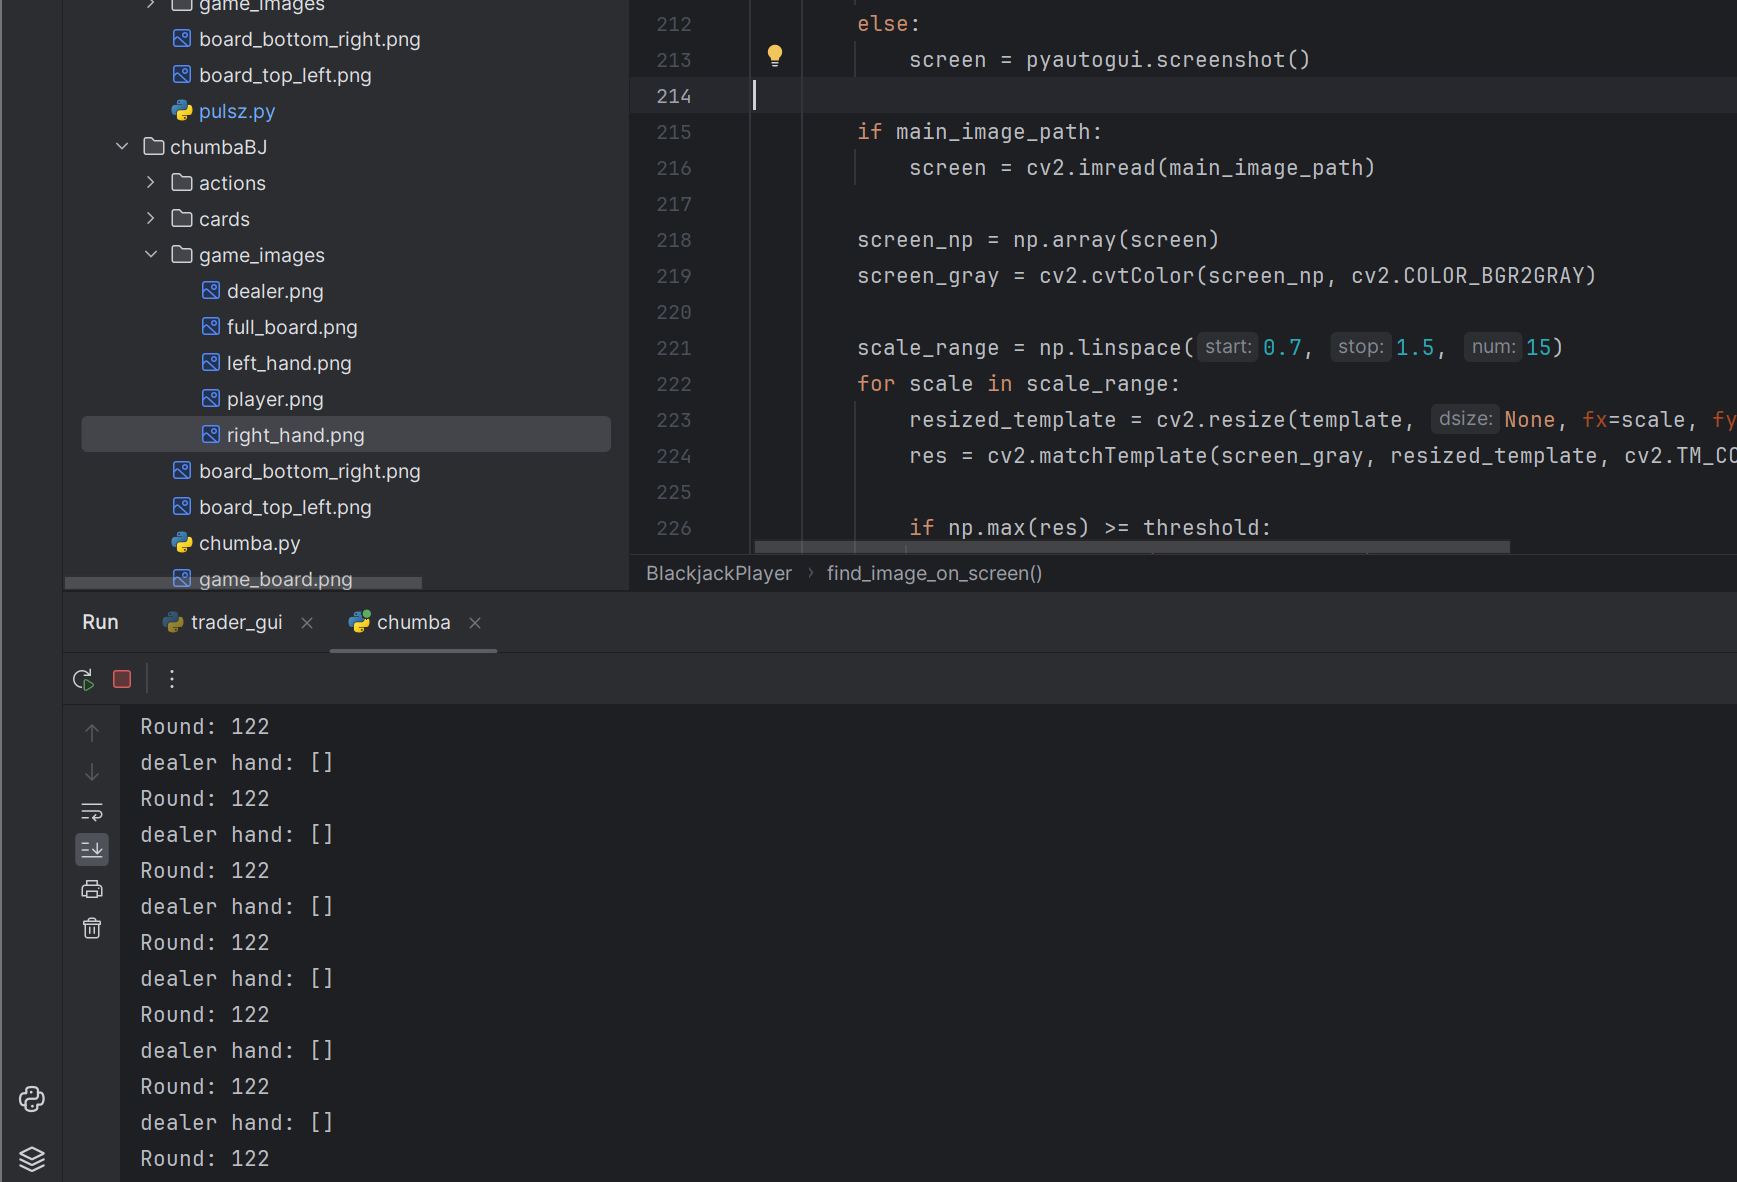 game_images
board_bottom_right.png
board_top_left.png
pulsz.py
chumbaBJ
actions
cards
game_images
dealer.png
full_board.png
left_hand.png
player.png
right_hand.png
board_bottom_right.png
board_top_left.png
chumba.py
game_board.png
212 else:
213 screen = pyautogui.screenshot()
214
215 if main_image_path:
216 screen = cv2.imread(main_image_path)
217
218 screen_np = np.array(screen)
219 screen_gray = cv2.cvtColor(screen_np, cv2.COLOR_BGR2GRAY)
220
221 scale_range = np.linspace( start: 0.7, stop: 1.5, num: 15)
222 for scale in scale_range:
223 resized_template = cv2.resize(template, dsize: None, fx=scale, fy
224 res = cv2.matchTemplate(screen_gray, resized_template, cv2.TM_CC
225
226 if np.max(res) >= threshold:
BlackjackPlayer › find_image_on_screen()
Run trader_gui × chumba ×
Round: 122
dealer hand: []
Round: 122
dealer hand: []
Round: 122
dealer hand: []
Round: 122
dealer hand: []
Round: 122
dealer hand: []
Round: 122
dealer hand: []
Round: 122